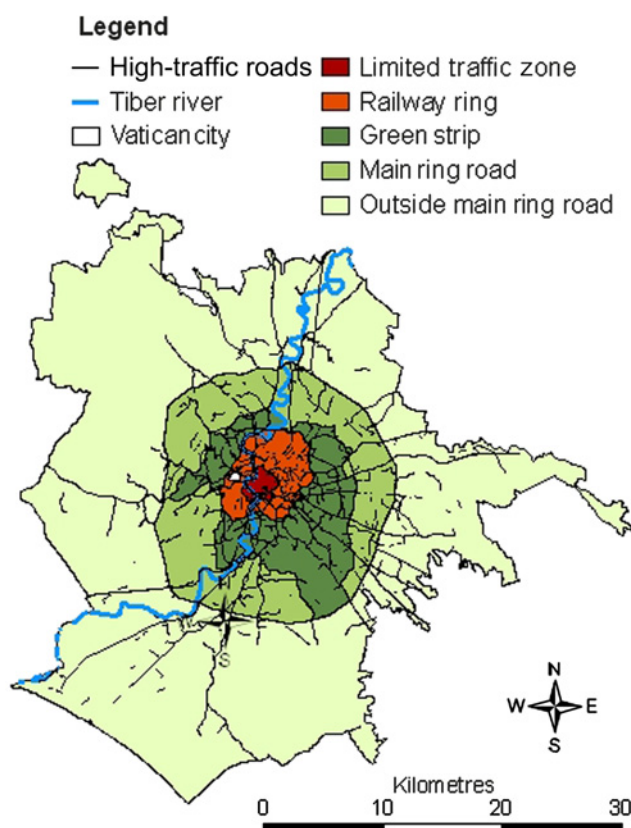 Legend
High-traffic roads
Tiber river
Vatican city
Limited traffic zone
Railway ring
Green strip
Main ring road
Outside main ring road
S
N
W E
S
Kilometres
0 10 20 30